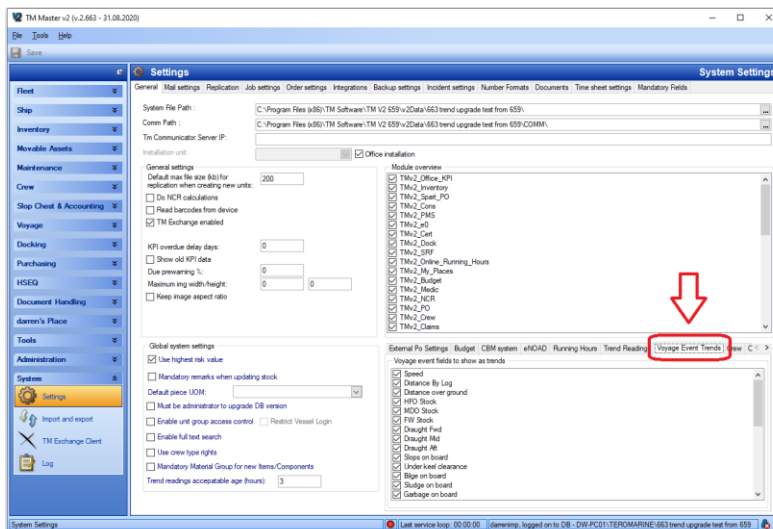 TM Master v2 (v.2.663 - 31.08.2020)
File Tools Help
Save
Settings
System Settings
Fleet
Ship
Inventory
Movable Assets
Maintenance
Crew
Slop Chest & Accounting
Voyage
Docking
Purchasing
HSEQ
Document Handling
darren's Place
Tools
Administration
System
Settings
Import and export
TM Exchange Client
Log
General Mail settings Replication Job settings Order settings Integrations Backup settings Incident settings Number Formats Documents Time sheet settings Mandatory Fields
System File Path : C:\Program Files (x86)\TM Software\TM V2 659\v2Data\663 trend upgrade test from 659\ ...
Comm Path : C:\Program Files (x86)\TM Software\TM V2 659\v2Data\663 trend upgrade test from 659\COMM\ ...
Tm Communicator Server IP:
Installation unit: Office installation
General settings
Default max file size (kb) for
replication when creating new units: 200
Do NCR calculations
Read barcodes from device
TM Exchange enabled
KPI overdue delay days: 0
Show old KPI data
Due prewarning %: 0
Maximum img width/height: 0 0
Keep image aspect ratio
Module overview
TMv2_Office_KPI
TMv2_Inventory
TMv2_Spart_PO
TMv2_Cons
TMv2_PMS
TMv2_e0
TMv2_Cert
TMv2_Dock
TMv2_SRF
TMv2_Online_Running_Hours
TMv2_My_Places
TMv2_Budget
TMv2_Medic
TMv2_NCR
TMv2_PO
TMv2_Crew
TMv2_Claims
Global system settings
Use highest risk value
Mandatory remarks when updating stock
Default piece UOM:
Must be administrator to upgrade DB version
Enable unit group access control Restrict Vessel Login
Enable full text search
Use crew type rights
Mandatory Material Group for new Items/Components
Trend readings accepatable age (hours): 3
External Po Settings Budget CBM system eNOAD Running Hours Trend Reading Voyage Event Trends Crew C
Voyage event fields to show as trends
Speed
Distance By Log
Distance over ground
HFO Stock
MDO Stock
FW Stock
Draught Fwd
Draught Mid
Draught Aft
Slops on board
Under keel clearance
Bilge on board
Sludge on board
Garbage on board
System Settings
Last service loop: 00:00:00 darrenimp, logged on to DB - DW-PC01\TEROMARINE\663 trend upgrade test from 659